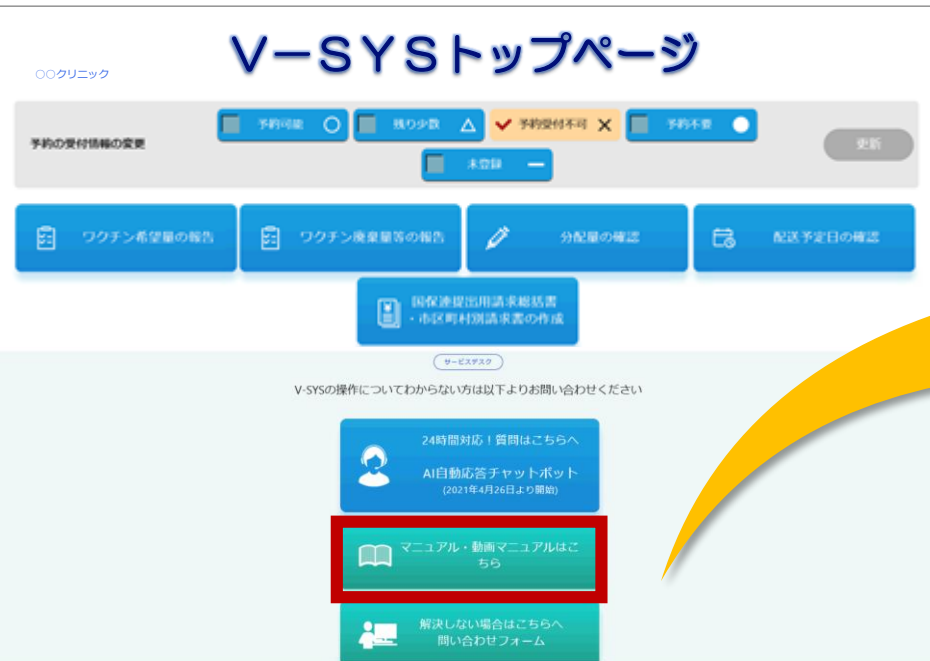 V－SYSトップページ
○○クリニック
予約の受付情報の変更
予約可能 ○
残り少数 △
✔ 予約受付不可 ✕
予約不要 ●
未登録 －
更新
ワクチン希望量の報告
ワクチン廃棄量等の報告
分配量の確認
配送予定日の確認
国保連提出用請求総括書
・市区町村別請求書の作成
サービスデスク
V-SYSの操作についてわからない方は以下よりお問い合わせください
24時間対応！質問はこちらへ
AI自動応答チャットボット
(2021年4月26日より開始)
マニュアル・動画マニュアルはこ
ちら
解決しない場合はこちらへ
問い合わせフォーム